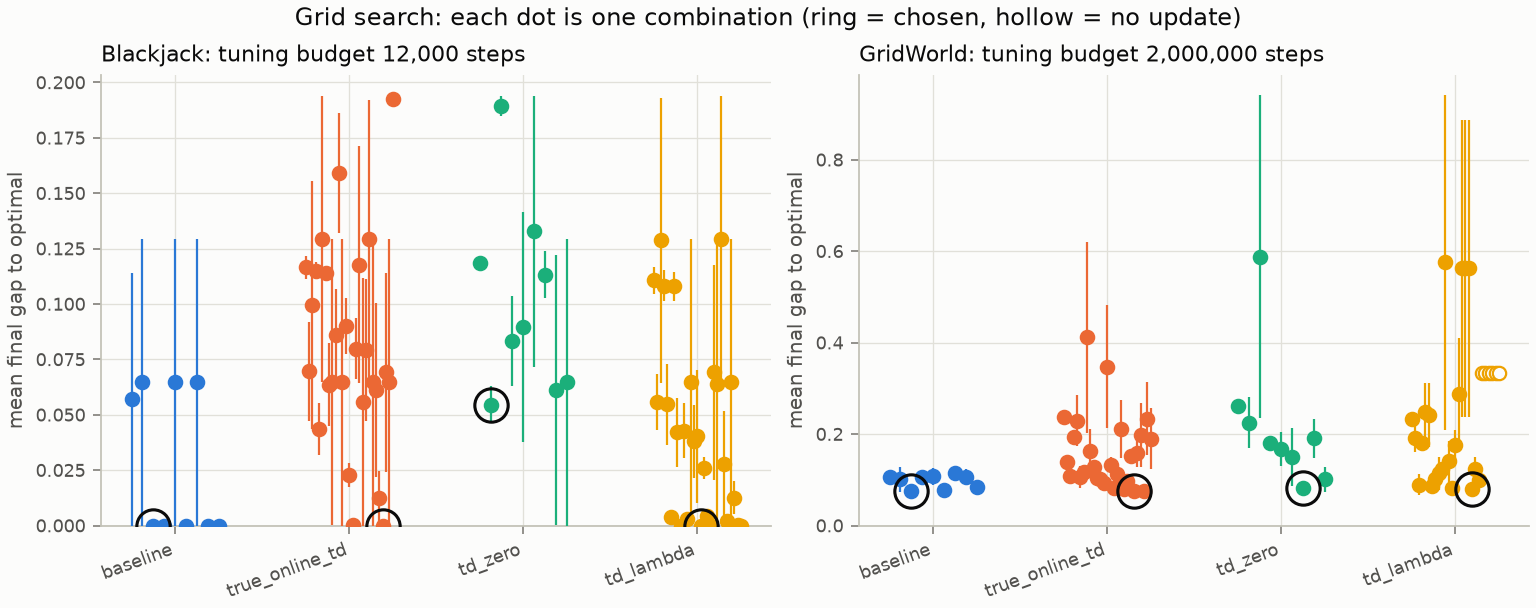 Grid search: each dot is one combination (ring = chosen, hollow = no update)
Blackjack: tuning budget 12,000 steps
mean final gap to optimal
0.200
0.175
0.150
0.125
0.100
0.075
0.050
0.025
0.000
baseline
true_online_td
td_zero
td_lambda
GridWorld: tuning budget 2,000,000 steps
mean final gap to optimal
0.8
0.6
0.4
0.2
0.0
baseline
true_online_td
td_zero
td_lambda